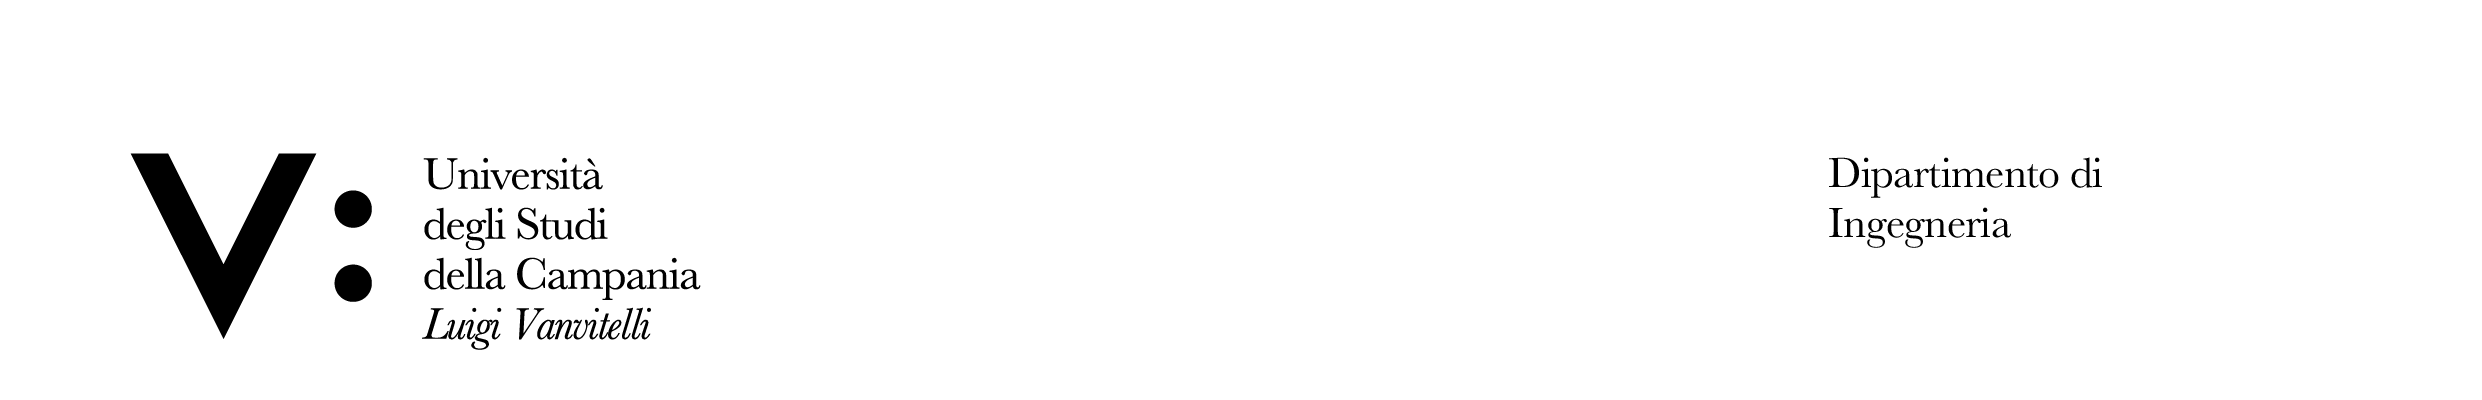 V:
Università
degli Studi
della Campania
Luigi Vanvitelli
Dipartimento di
Ingegneria